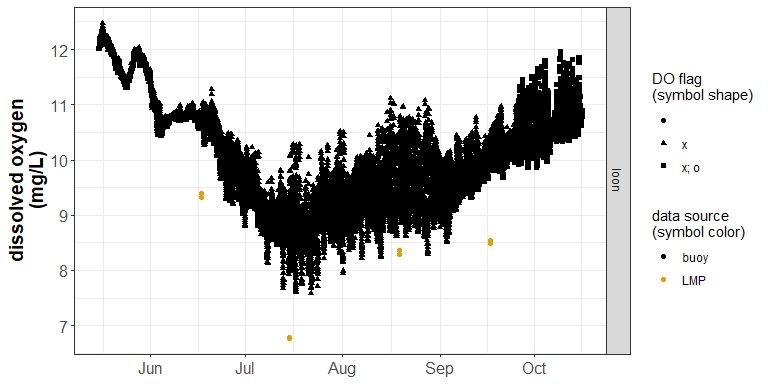 dissolved oxygen
(mg/L)
12
11
10
9
8
7
Jun
Jul
Aug
Sep
Oct
loon
DO flag
(symbol shape)
x
x; o
data source
(symbol color)
buoy
LMP